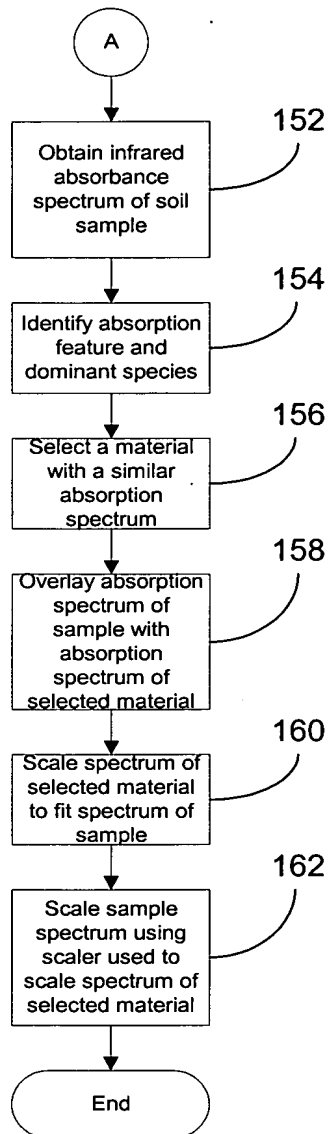 A
152
Obtain infrared
absorbance
spectrum of soil
sample
154
Identify absorption
feature and
dominant species
156
Select a material
with a similar
absorption
spectrum
158
Overlay absorption
spectrum of
sample with
absorption
spectrum of
selected material
160
Scale spectrum of
selected material
to fit spectrum of
sample
162
Scale sample
spectrum using
scaler used to
scale spectrum of
selected material
End